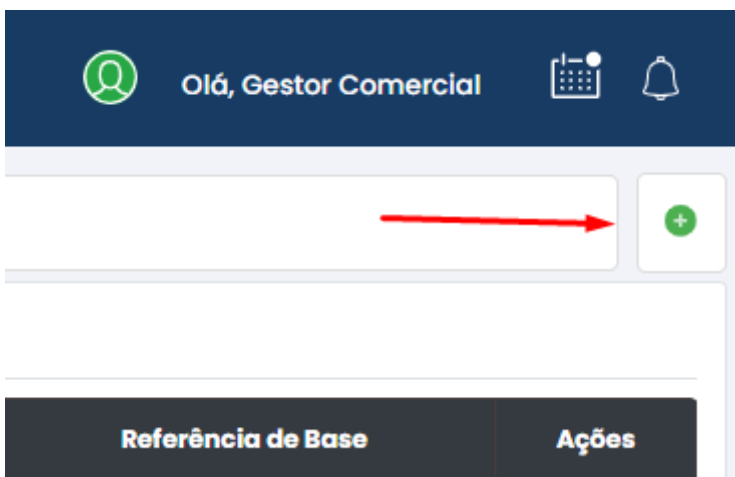 Olá, Gestor Comercial
Referência de Base
Ações